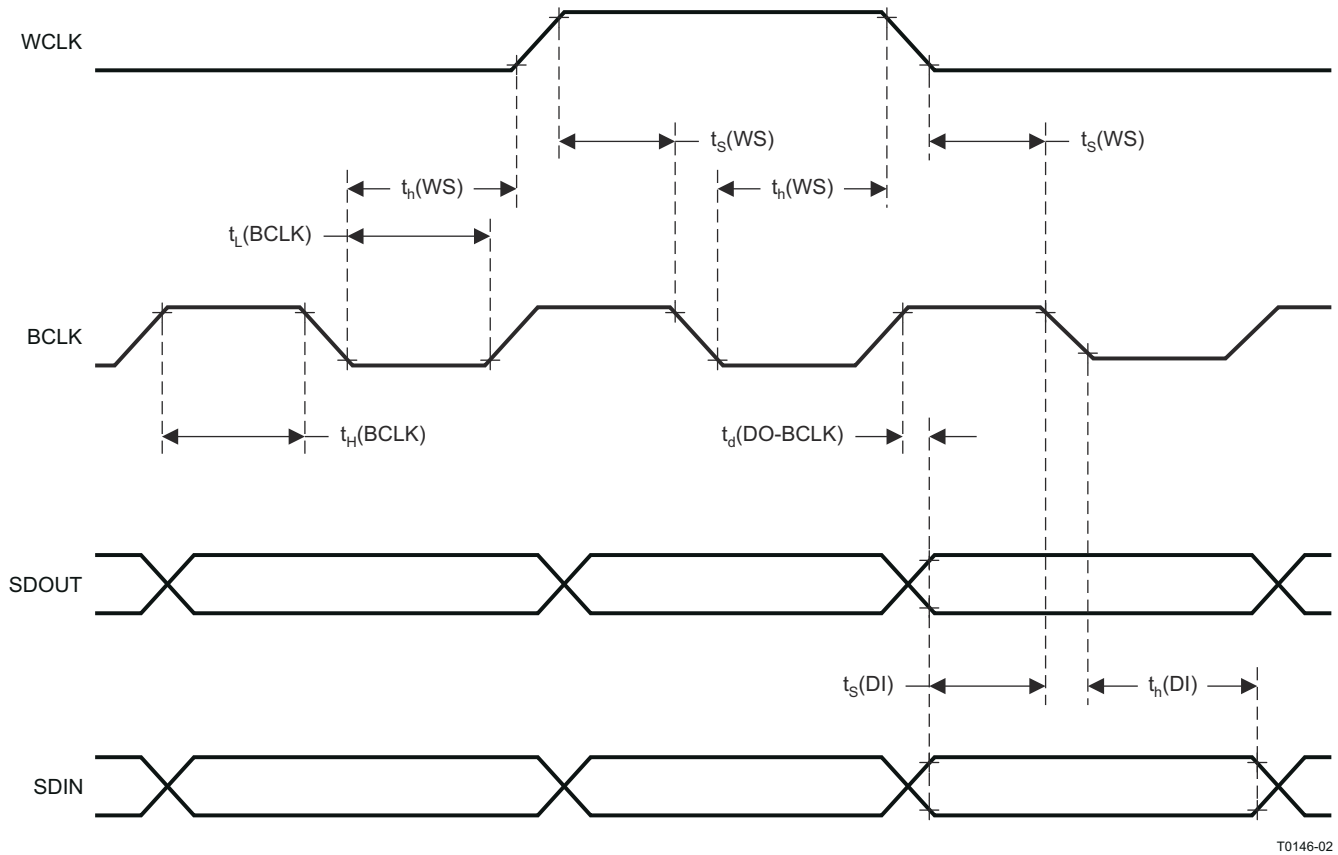 WCLK
tS(WS)
tS(WS)
th(WS)
th(WS)
tL(BCLK)
BCLK
tH(BCLK)
td(DO-BCLK)
SDOUT
tS(DI)
th(DI)
SDIN
T0146-02